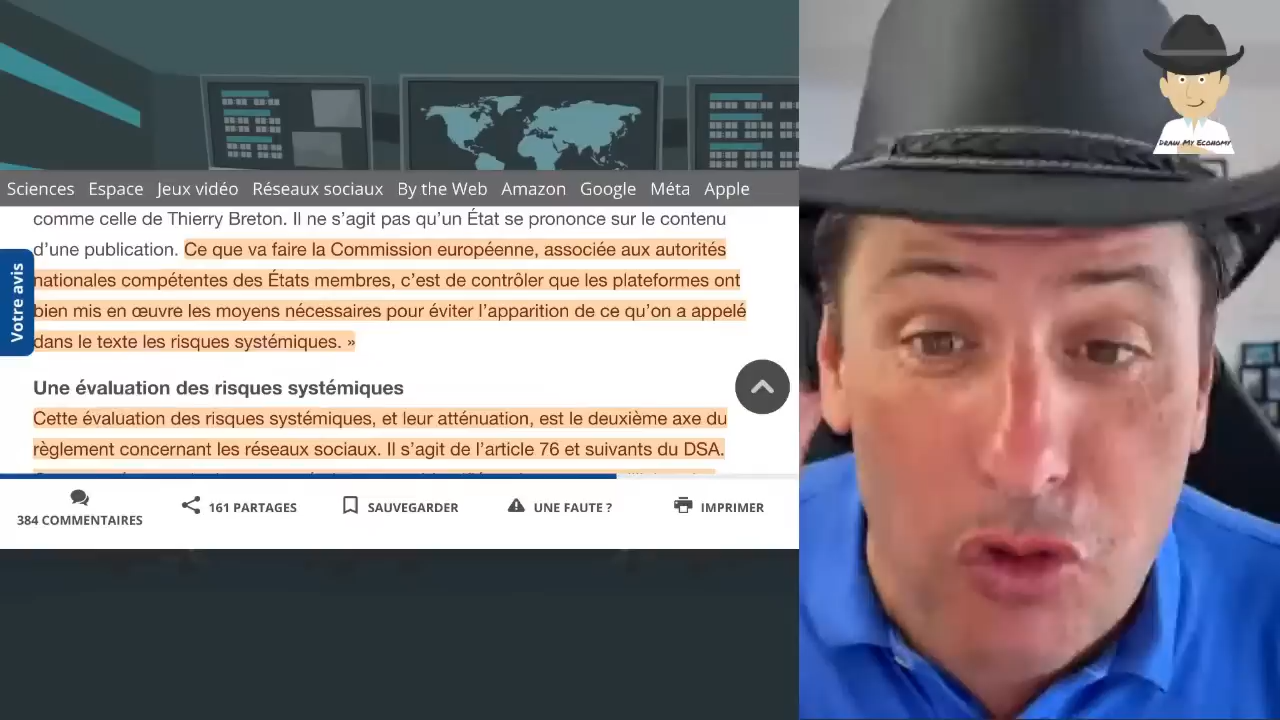 DRAW MY ECONOMY
Sciences Espace Jeux vidéo Réseaux sociaux By the Web Amazon Google Méta Apple
comme celle de Thierry Breton. Il ne s’agit pas qu’un État se prononce sur le contenu
d’une publication. Ce que va faire la Commission européenne, associée aux autorités
nationales compétentes des États membres, c’est de contrôler que les plateformes ont
bien mis en œuvre les moyens nécessaires pour éviter l’apparition de ce qu’on a appelé
dans le texte les risques systémiques. »
Votre avis
Une évaluation des risques systémiques
Cette évaluation des risques systémiques, et leur atténuation, est le deuxième axe du
règlement concernant les réseaux sociaux. Il s’agit de l’article 76 et suivants du DSA.
384 COMMENTAIRES
161 PARTAGES
SAUVEGARDER
UNE FAUTE ?
IMPRIMER